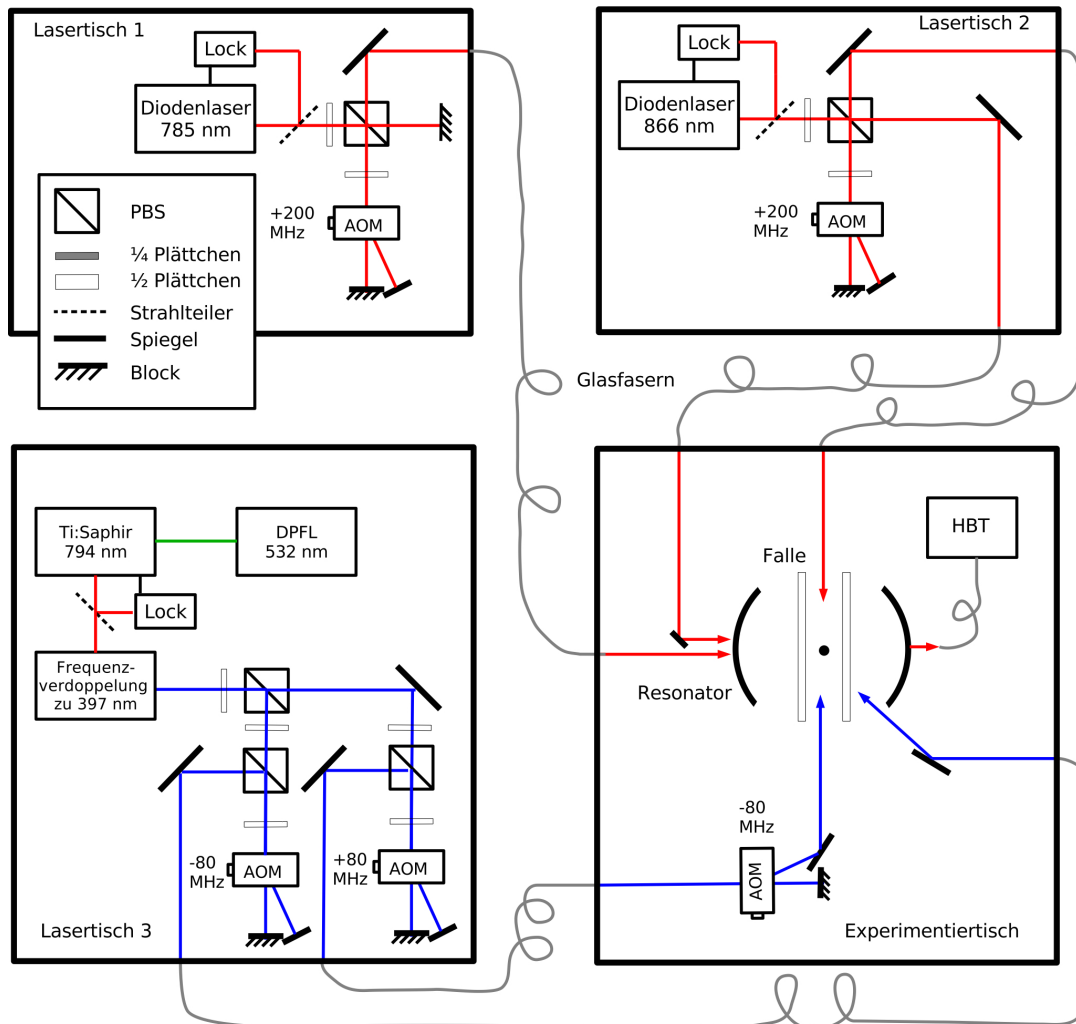 Lasertisch 1
Lock
Diodenlaser
785 nm
+200
MHz
AOM
PBS
¼ Plättchen
½ Plättchen
Strahlteiler
Spiegel
Block
Lasertisch 2
Lock
Diodenlaser
866 nm
+200
MHz
AOM
Glasfasern
Ti:Saphir
794 nm
DPFL
532 nm
Lock
Frequenz-
verdoppelung
zu 397 nm
-80
MHz
AOM
+80
MHz
AOM
Lasertisch 3
HBT
Falle
Resonator
-80
MHz
AOM
Experimentiertisch